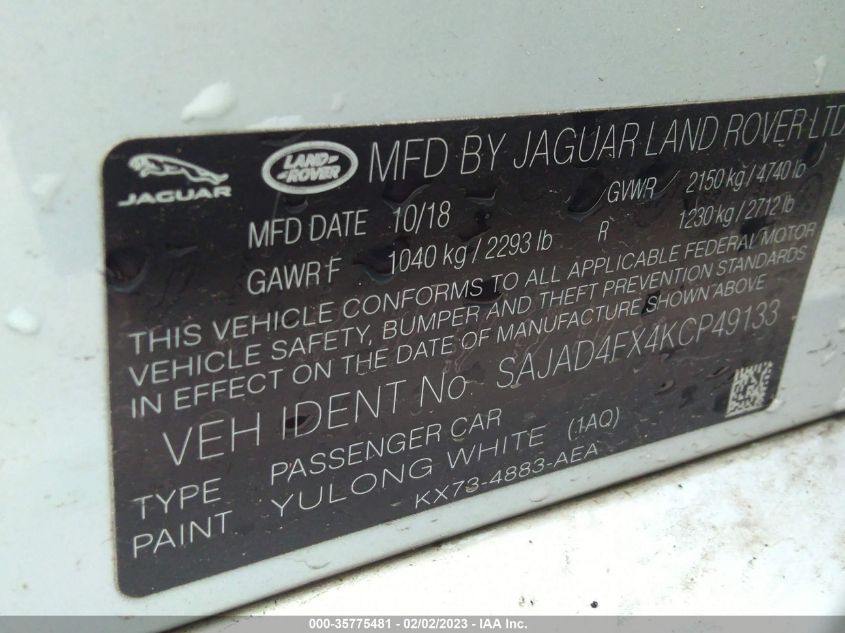 JAGUAR LAND-ROVER MFD BY JAGUAR LAND ROVER LTD
MFD DATE 10/18 GVWR 2150 kg / 4740 lb
GAWR F 1040 kg / 2293 lb R 1230 kg / 2712 lb
THIS VEHICLE CONFORMS TO ALL APPLICABLE FEDERAL MOTOR
VEHICLE SAFETY, BUMPER AND THEFT PREVENTION STANDARDS
IN EFFECT ON THE DATE OF MANUFACTURE SHOWN ABOVE
VEH IDENT No SAJAD4FX4KCP49133
TYPE PASSENGER CAR
PAINT YULONG WHITE (1AQ)
KX73-4883-AEA
000-35775481 - 02/02/2023 - IAA Inc.